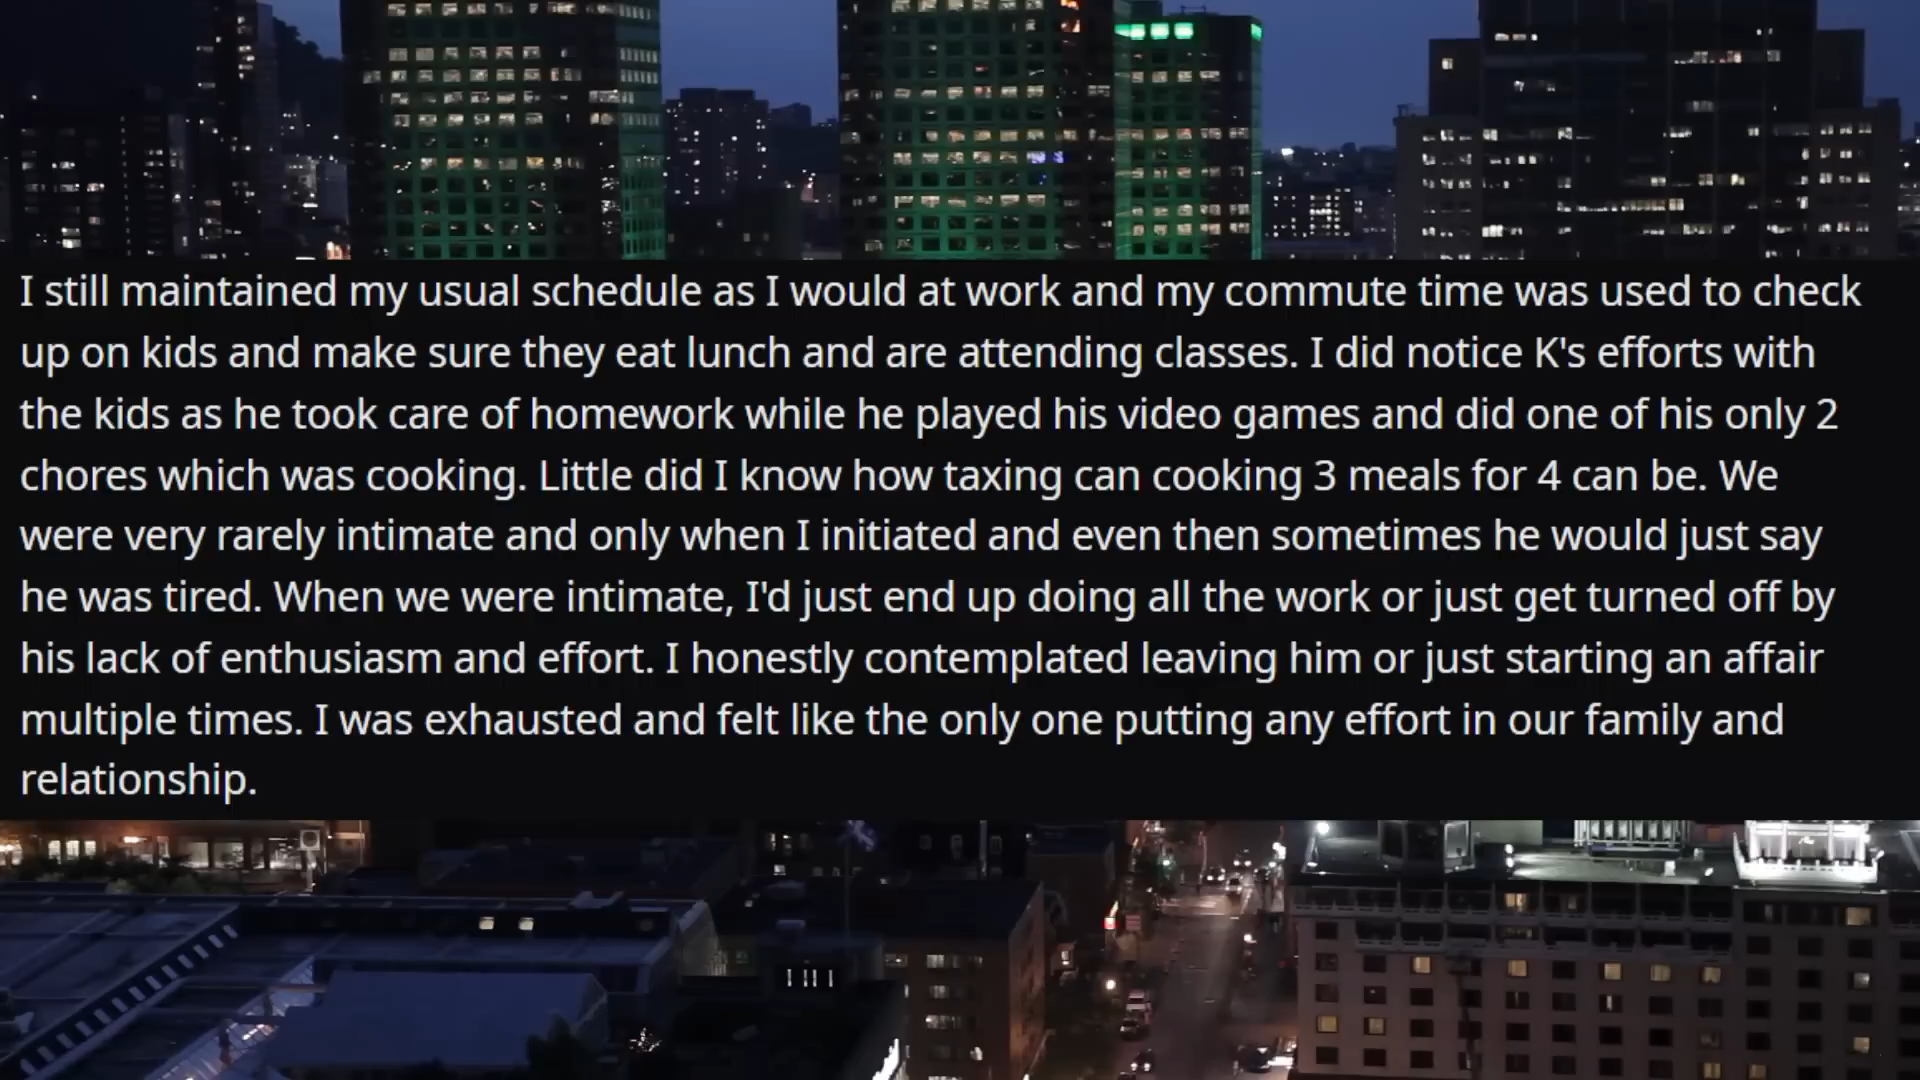 I still maintained my usual schedule as I would at work and my commute time was used to check
up on kids and make sure they eat lunch and are attending classes. I did notice K's efforts with
the kids as he took care of homework while he played his video games and did one of his only 2
chores which was cooking. Little did I know how taxing can cooking 3 meals for 4 can be. We
were very rarely intimate and only when I initiated and even then sometimes he would just say
he was tired. When we were intimate, I'd just end up doing all the work or just get turned off by
his lack of enthusiasm and effort. I honestly contemplated leaving him or just starting an affair
multiple times. I was exhausted and felt like the only one putting any effort in our family and
relationship.